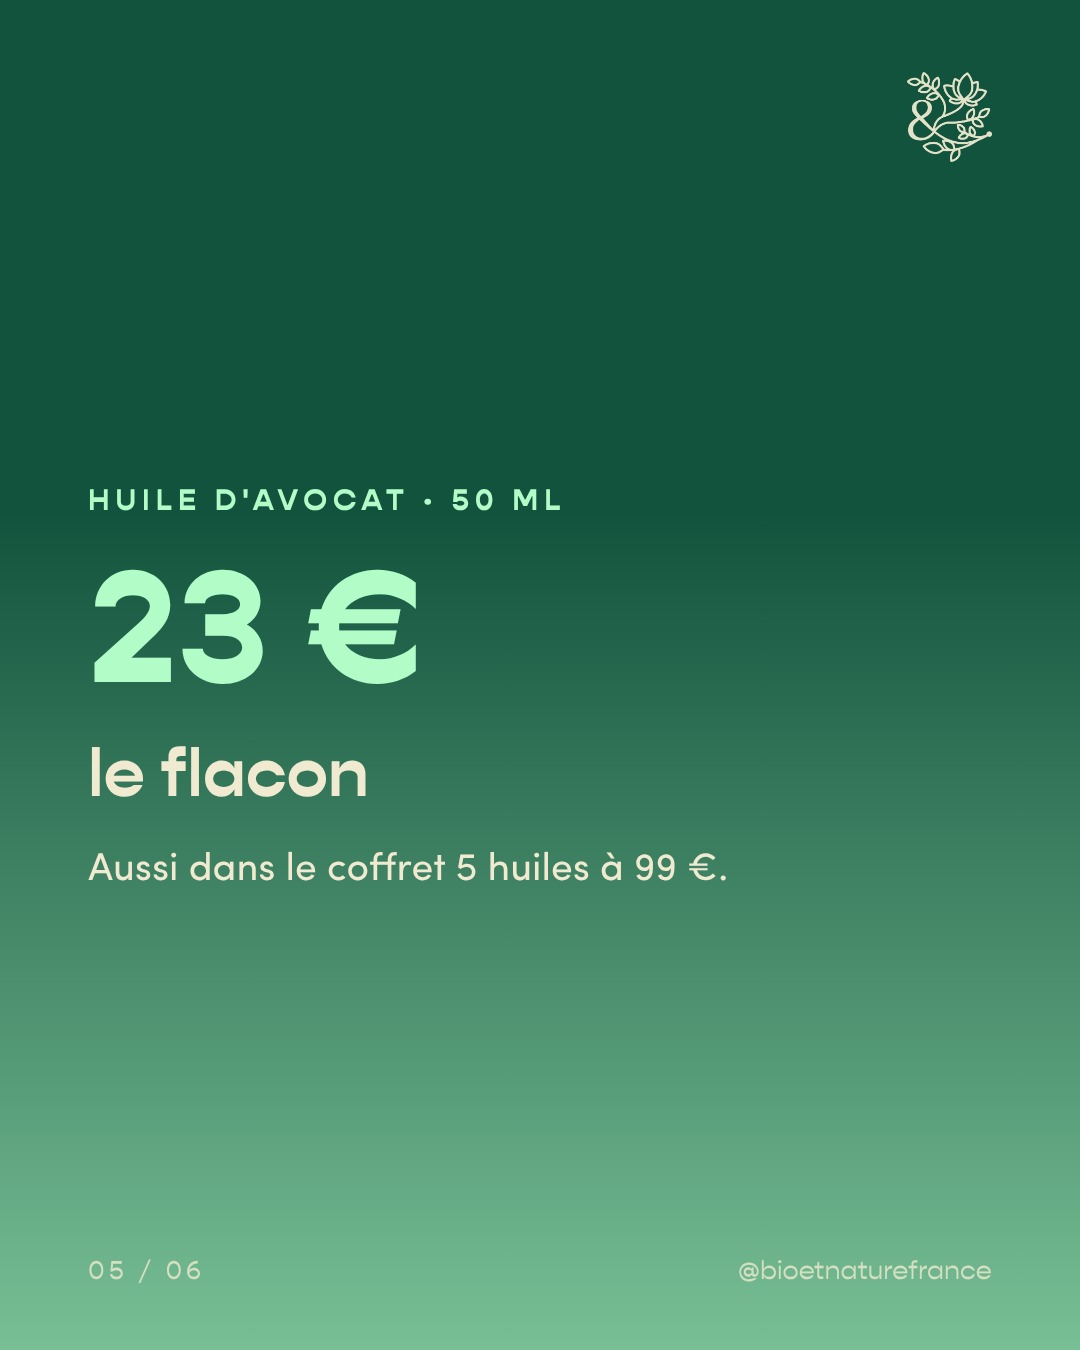 &
HUILE D'AVOCAT · 50 ML
23 €
le flacon
Aussi dans le coffret 5 huiles à 99 €.
05 / 06
@bioetnaturefrance